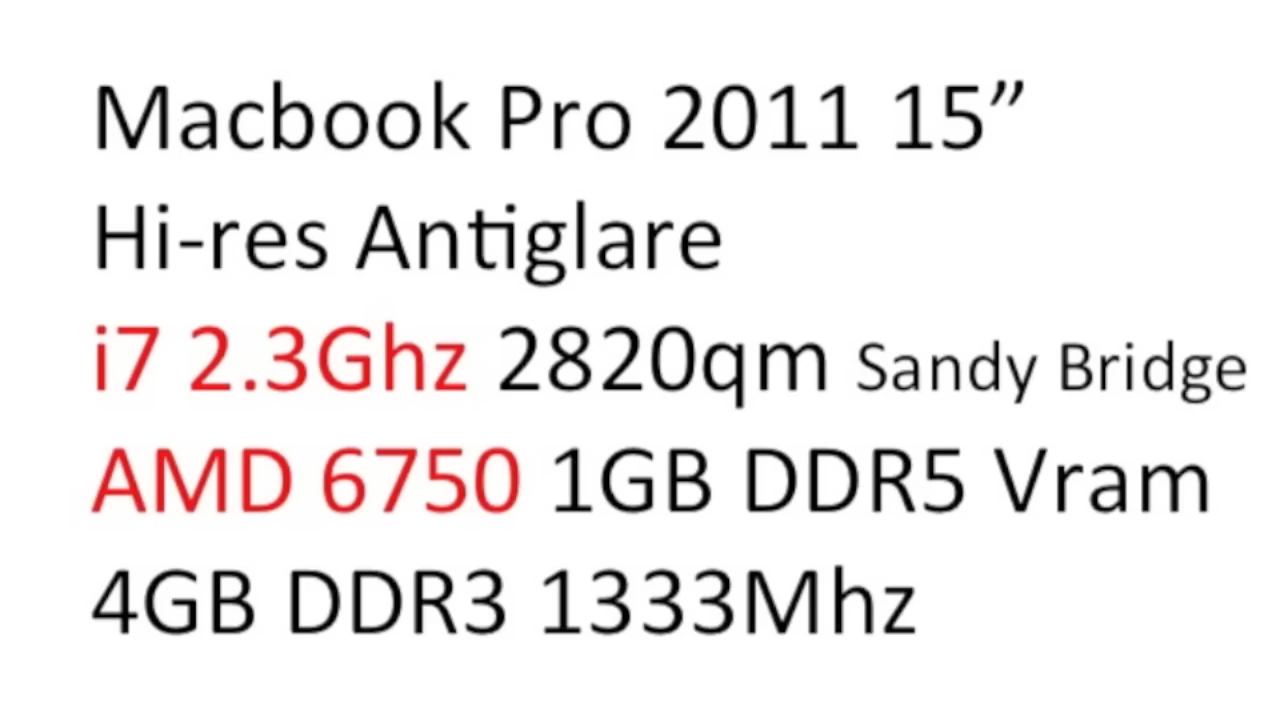 Macbook Pro 2011 15”
Hi-res Antiglare
i7 2.3Ghz 2820qm Sandy Bridge
AMD 6750 1GB DDR5 Vram
4GB DDR3 1333Mhz